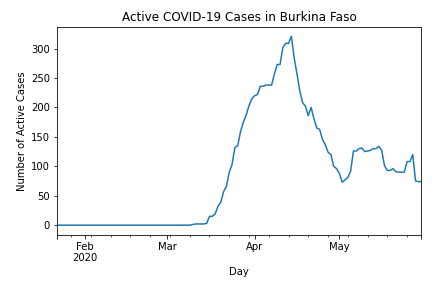 Active COVID-19 Cases in Burkina Faso
Number of Active Cases
300
250
200
150
100
50
0
Feb
2020
Mar
Apr
May
Day